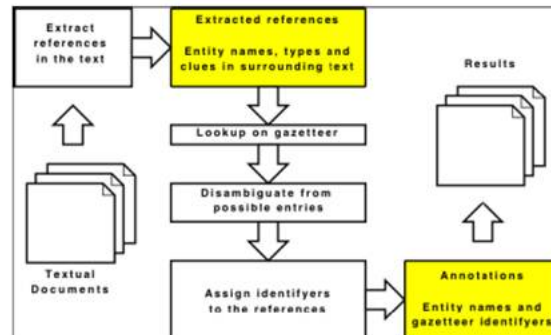 Extract
references
in the text
Extracted references
Entity names, types and
clues in surrounding text
Results
Lookup on gazetteer
Disambiguate from
possible entries
Textual
Documents
Assign identifyers
to the references
Annotations
Entity names and
gazetteer identifyers